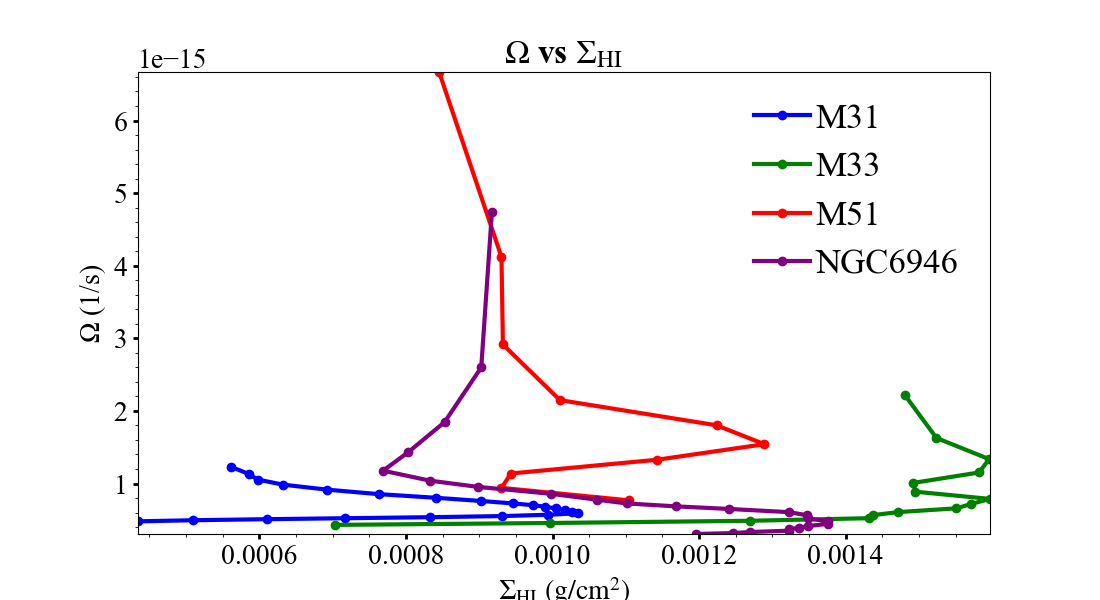 Ω vs Σ_HI
1e−15
6
5
4
3
2
1
Ω (1/s)
M31
M33
M51
NGC6946
0.0006 0.0008 0.0010 0.0012 0.0014
Σ_HI (g/cm²)